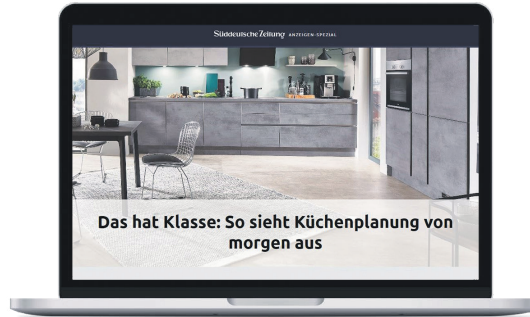 Süddeutsche Zeitung ANZEIGEN-SPEZIAL
Das hat Klasse: So sieht Küchenplanung von
morgen aus